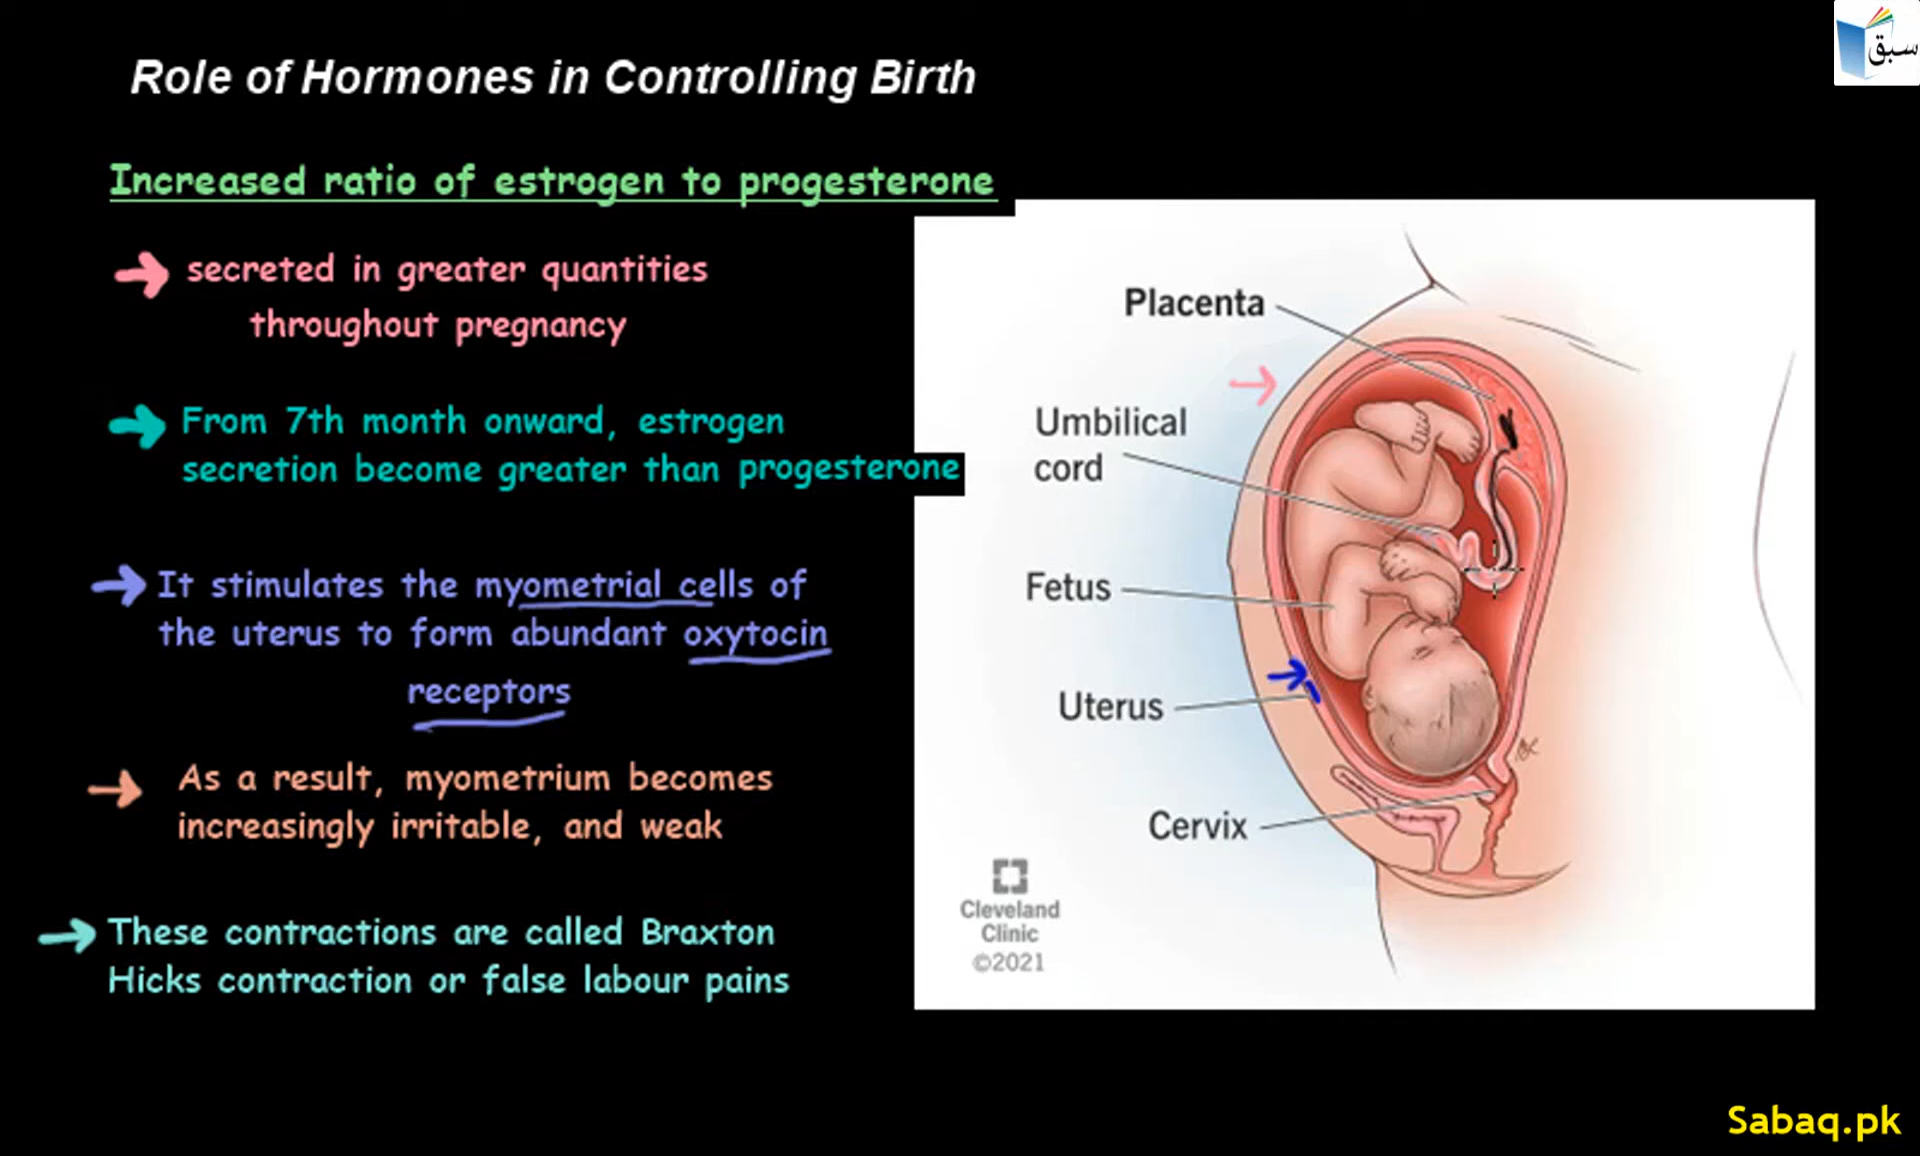 سبق
Role of Hormones in Controlling Birth
Increased ratio of estrogen to progesterone
secreted in greater quantities
throughout pregnancy
From 7th month onward, estrogen
secretion become greater than progesterone
It stimulates the myometrial cells of
the uterus to form abundant oxytocin
receptors
As a result, myometrium becomes
increasingly irritable, and weak
These contractions are called Braxton
Hicks contraction or false labour pains
Placenta
Umbilical
cord
Fetus
Uterus
Cervix
Cleveland
Clinic
©2021
Sabaq.pk